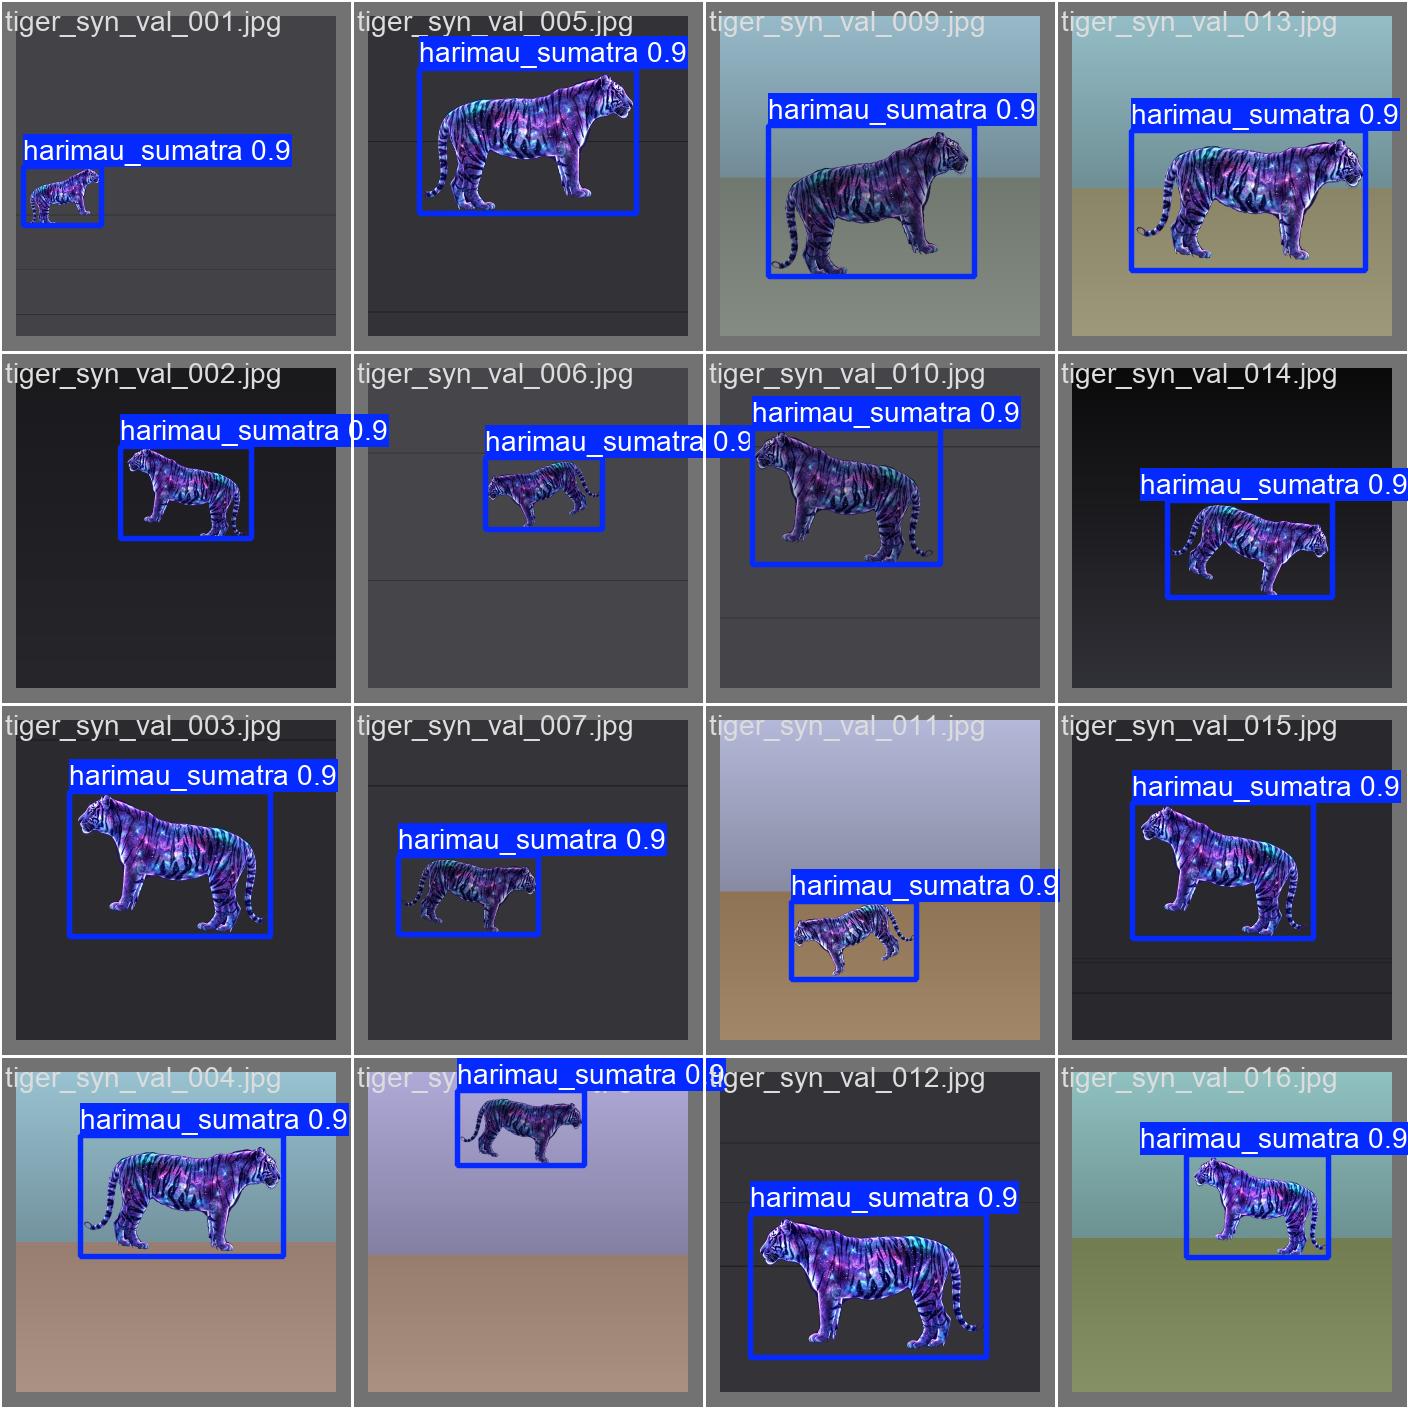 tiger_syn_val_001.jpg
harimau_sumatra 0.9
tiger_syn_val_005.jpg
harimau_sumatra 0.9
tiger_syn_val_009.jpg
harimau_sumatra 0.9
tiger_syn_val_013.jpg
harimau_sumatra 0.9
tiger_syn_val_002.jpg
harimau_sumatra 0.9
tiger_syn_val_006.jpg
harimau_sumatra 0.9
tiger_syn_val_010.jpg
harimau_sumatra 0.9
tiger_syn_val_014.jpg
harimau_sumatra 0.9
tiger_syn_val_003.jpg
harimau_sumatra 0.9
tiger_syn_val_007.jpg
harimau_sumatra 0.9
tiger_syn_val_011.jpg
harimau_sumatra 0.9
tiger_syn_val_015.jpg
harimau_sumatra 0.9
tiger_syn_val_004.jpg
harimau_sumatra 0.9
harimau_sumatra 0.9
tiger_syn_val_012.jpg
harimau_sumatra 0.9
tiger_syn_val_016.jpg
harimau_sumatra 0.9